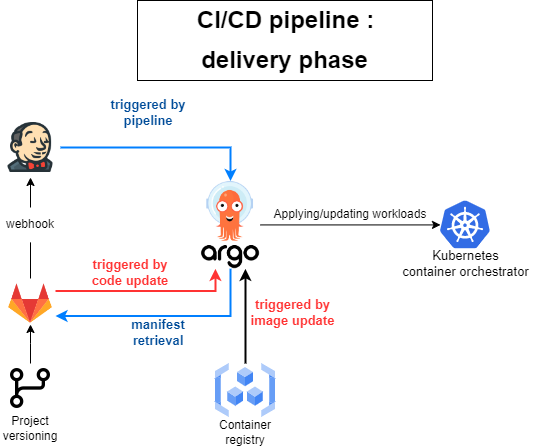 CI/CD pipeline :
delivery phase
triggered by
pipeline
webhook
argo
Applying/updating workloads
Kubernetes
container orchestrator
triggered by
code update
triggered by
image update
manifest
retrieval
Project
versioning
Container
registry